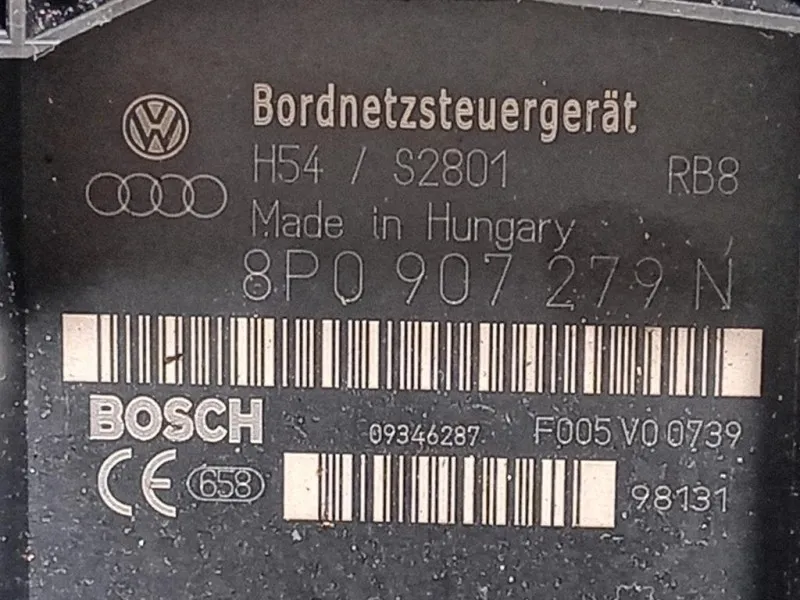 Bordnetzsteuergerät
H54 / S2801 RB8
Made in Hungary
8P0 907 279 N
BOSCH 09346287 F005 V0 0739
CE 658 98131